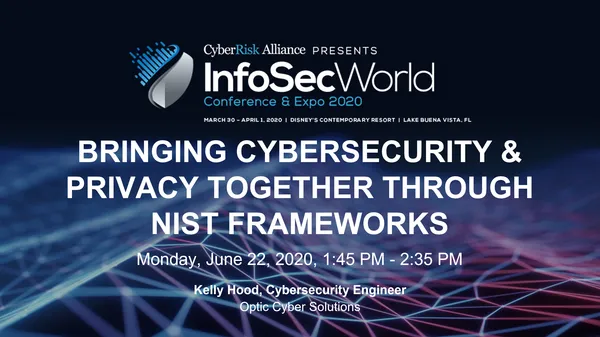 CyberRisk Alliance PRESENTS
InfoSecWorld
Conference & Expo 2020
MARCH 30 – APRIL 1, 2020 | DISNEY'S CONTEMPORARY RESORT | LAKE BUENA VISTA, FL
BRINGING CYBERSECURITY &
PRIVACY TOGETHER THROUGH
NIST FRAMEWORKS
Monday, June 22, 2020, 1:45 PM - 2:35 PM
Kelly Hood, Cybersecurity Engineer
Optic Cyber Solutions